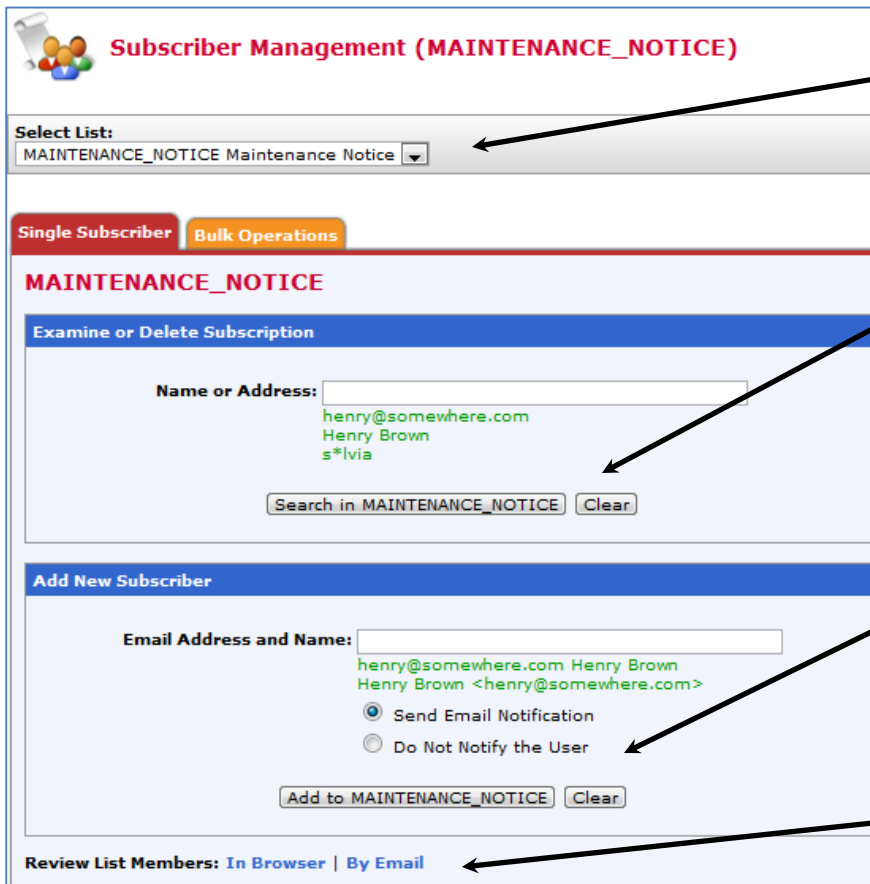 Subscriber Management (MAINTENANCE_NOTICE)
Select List:
MAINTENANCE_NOTICE Maintenance Notice
Single Subscriber
Bulk Operations
MAINTENANCE_NOTICE
Examine or Delete Subscription
Name or Address:
henry@somewhere.com
Henry Brown
s*lvia
Search in MAINTENANCE_NOTICE Clear
Add New Subscriber
Email Address and Name:
henry@somewhere.com Henry Brown
Henry Brown <henry@somewhere.com>
Send Email Notification
Do Not Notify the User
Add to MAINTENANCE_NOTICE Clear
Review List Members: In Browser | By Email